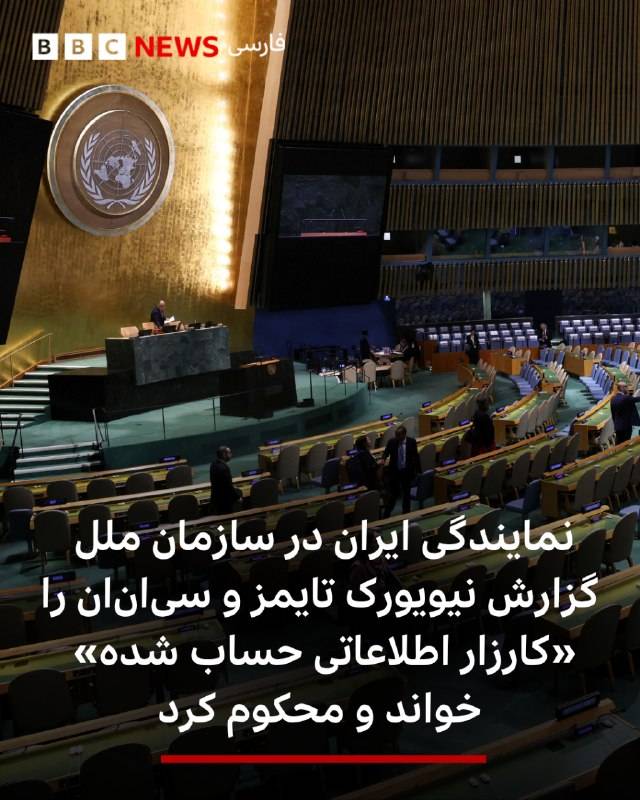 BBC NEWS فارسی
نمایندگی ایران در سازمان ملل
گزارش نیویورک تایمز و سی‌ان‌ان را
«کارزار اطلاعاتی حساب شده»
خواند و محکوم کرد